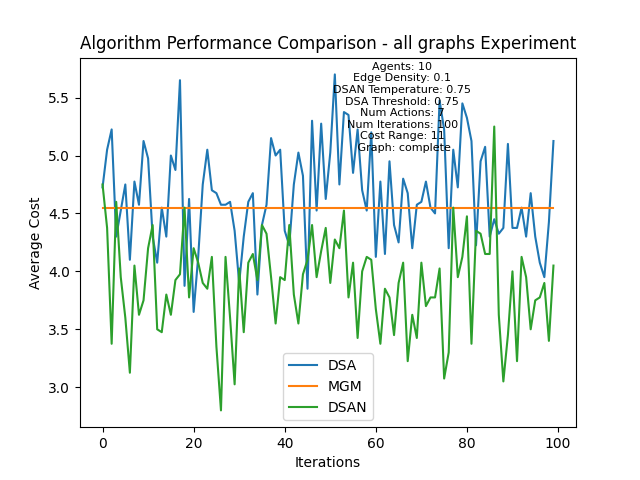 Algorithm Performance Comparison - all graphs Experiment
Agents: 10
Edge Density: 0.1
DSAN Temperature: 0.75
DSA Threshold: 0.75
Num Actions: 7
Num Iterations: 100
Cost Range: 11
Graph: complete
Average Cost
5.5
5.0
4.5
4.0
3.5
3.0
DSA
MGM
DSAN
0
20
40
60
80
100
Iterations